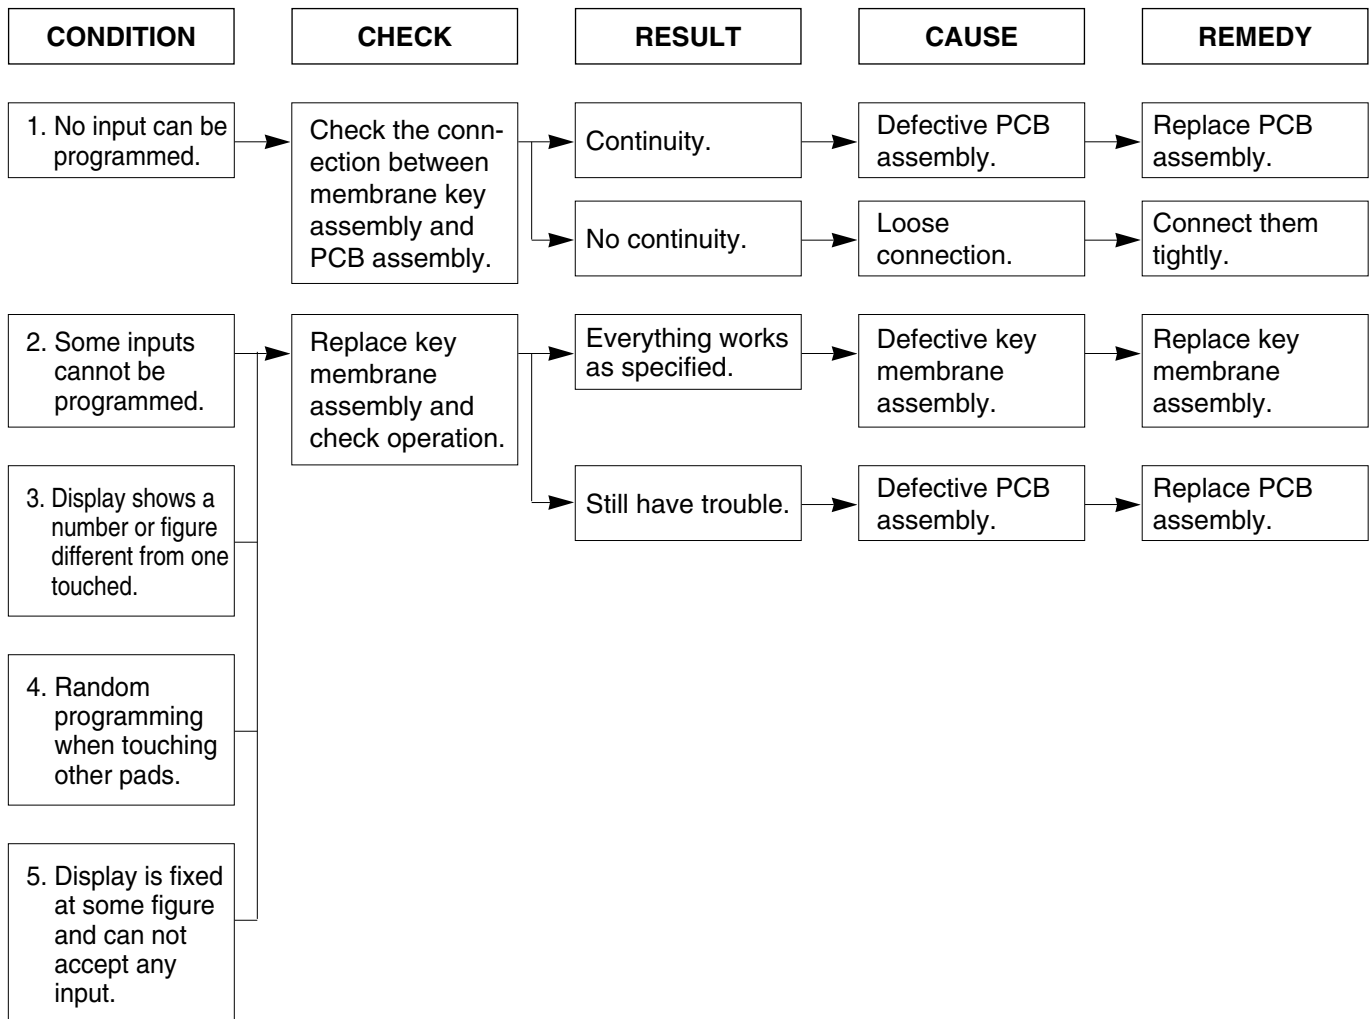 CONDITION
CHECK
RESULT
CAUSE
REMEDY
1. No input can be
programmed.
Check the conn-
ection between
membrane key
assembly and
PCB assembly.
Continuity.
Defective PCB
assembly.
Replace PCB
assembly.
No continuity.
Loose
connection.
Connect them
tightly.
2. Some inputs
cannot be
programmed.
Replace key
membrane
assembly and
check operation.
Everything works
as specified.
Defective key
membrane
assembly.
Replace key
membrane
assembly.
3. Display shows a
number or figure
different from one
touched.
Still have trouble.
Defective PCB
assembly.
Replace PCB
assembly.
4. Random
programming
when touching
other pads.
5. Display is fixed
at some figure
and can not
accept any
input.